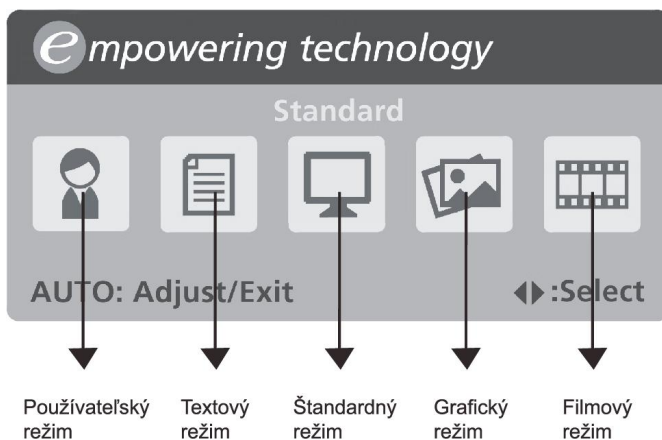 empowering technology
Standard
AUTO: Adjust/Exit ◀▶:Select
Používateľský režim
Textový režim
Štandardný režim
Grafický režim
Filmový režim